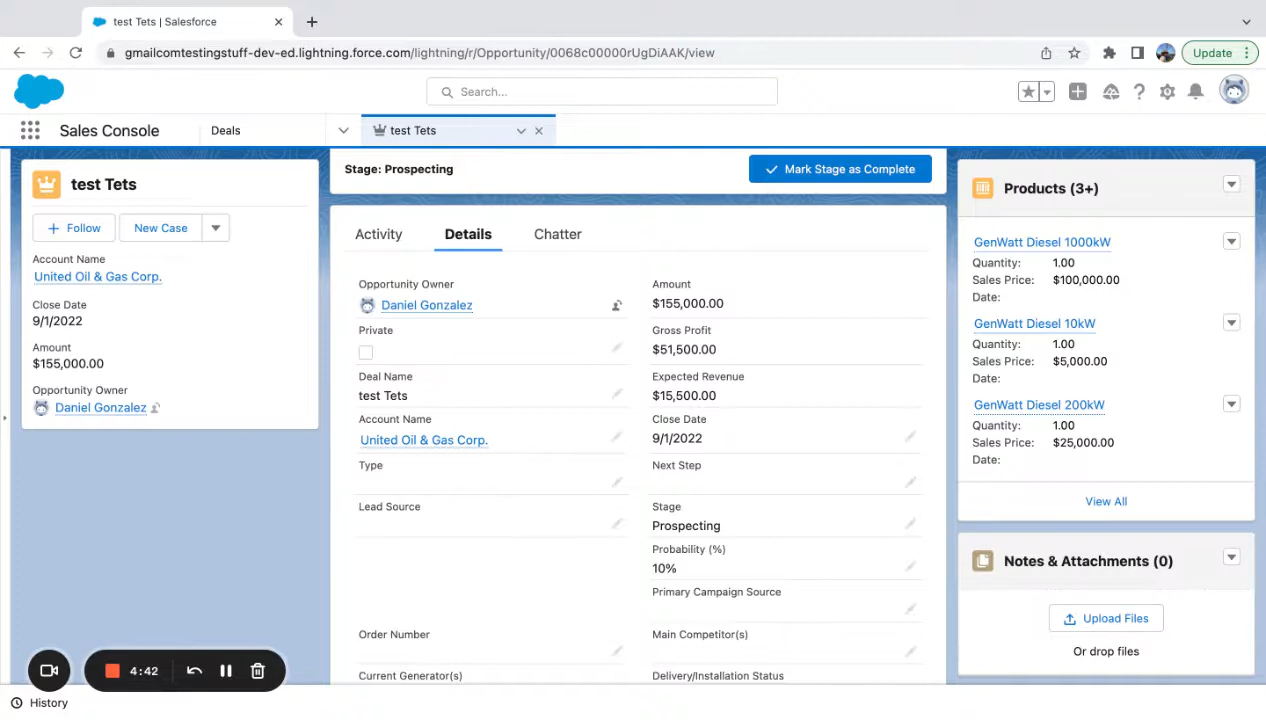 test Tets | Salesforce
gmailcomtestingstuff-dev-ed.lightning.force.com/lightning/r/Opportunity/0068c00000rUgDiAAK/view
Update
Search...
Sales Console
Deals
test Tets
test Tets
Follow
New Case
Account Name
United Oil & Gas Corp.
Close Date
9/1/2022
Amount
$155,000.00
Opportunity Owner
Daniel Gonzalez
Stage: Prospecting
Mark Stage as Complete
Activity
Details
Chatter
Opportunity Owner
Daniel Gonzalez
Private
Deal Name
test Tets
Account Name
United Oil & Gas Corp.
Type
Lead Source
Order Number
Current Generator(s)
Amount
$155,000.00
Gross Profit
$51,500.00
Expected Revenue
$15,500.00
Close Date
9/1/2022
Next Step
Stage
Prospecting
Probability (%)
10%
Primary Campaign Source
Main Competitor(s)
Delivery/Installation Status
Products (3+)
GenWatt Diesel 1000kW
Quantity: 1.00
Sales Price: $100,000.00
Date:
GenWatt Diesel 10kW
Quantity: 1.00
Sales Price: $5,000.00
Date:
GenWatt Diesel 200kW
Quantity: 1.00
Sales Price: $25,000.00
Date:
View All
Notes & Attachments (0)
Upload Files
Or drop files
4:42
History